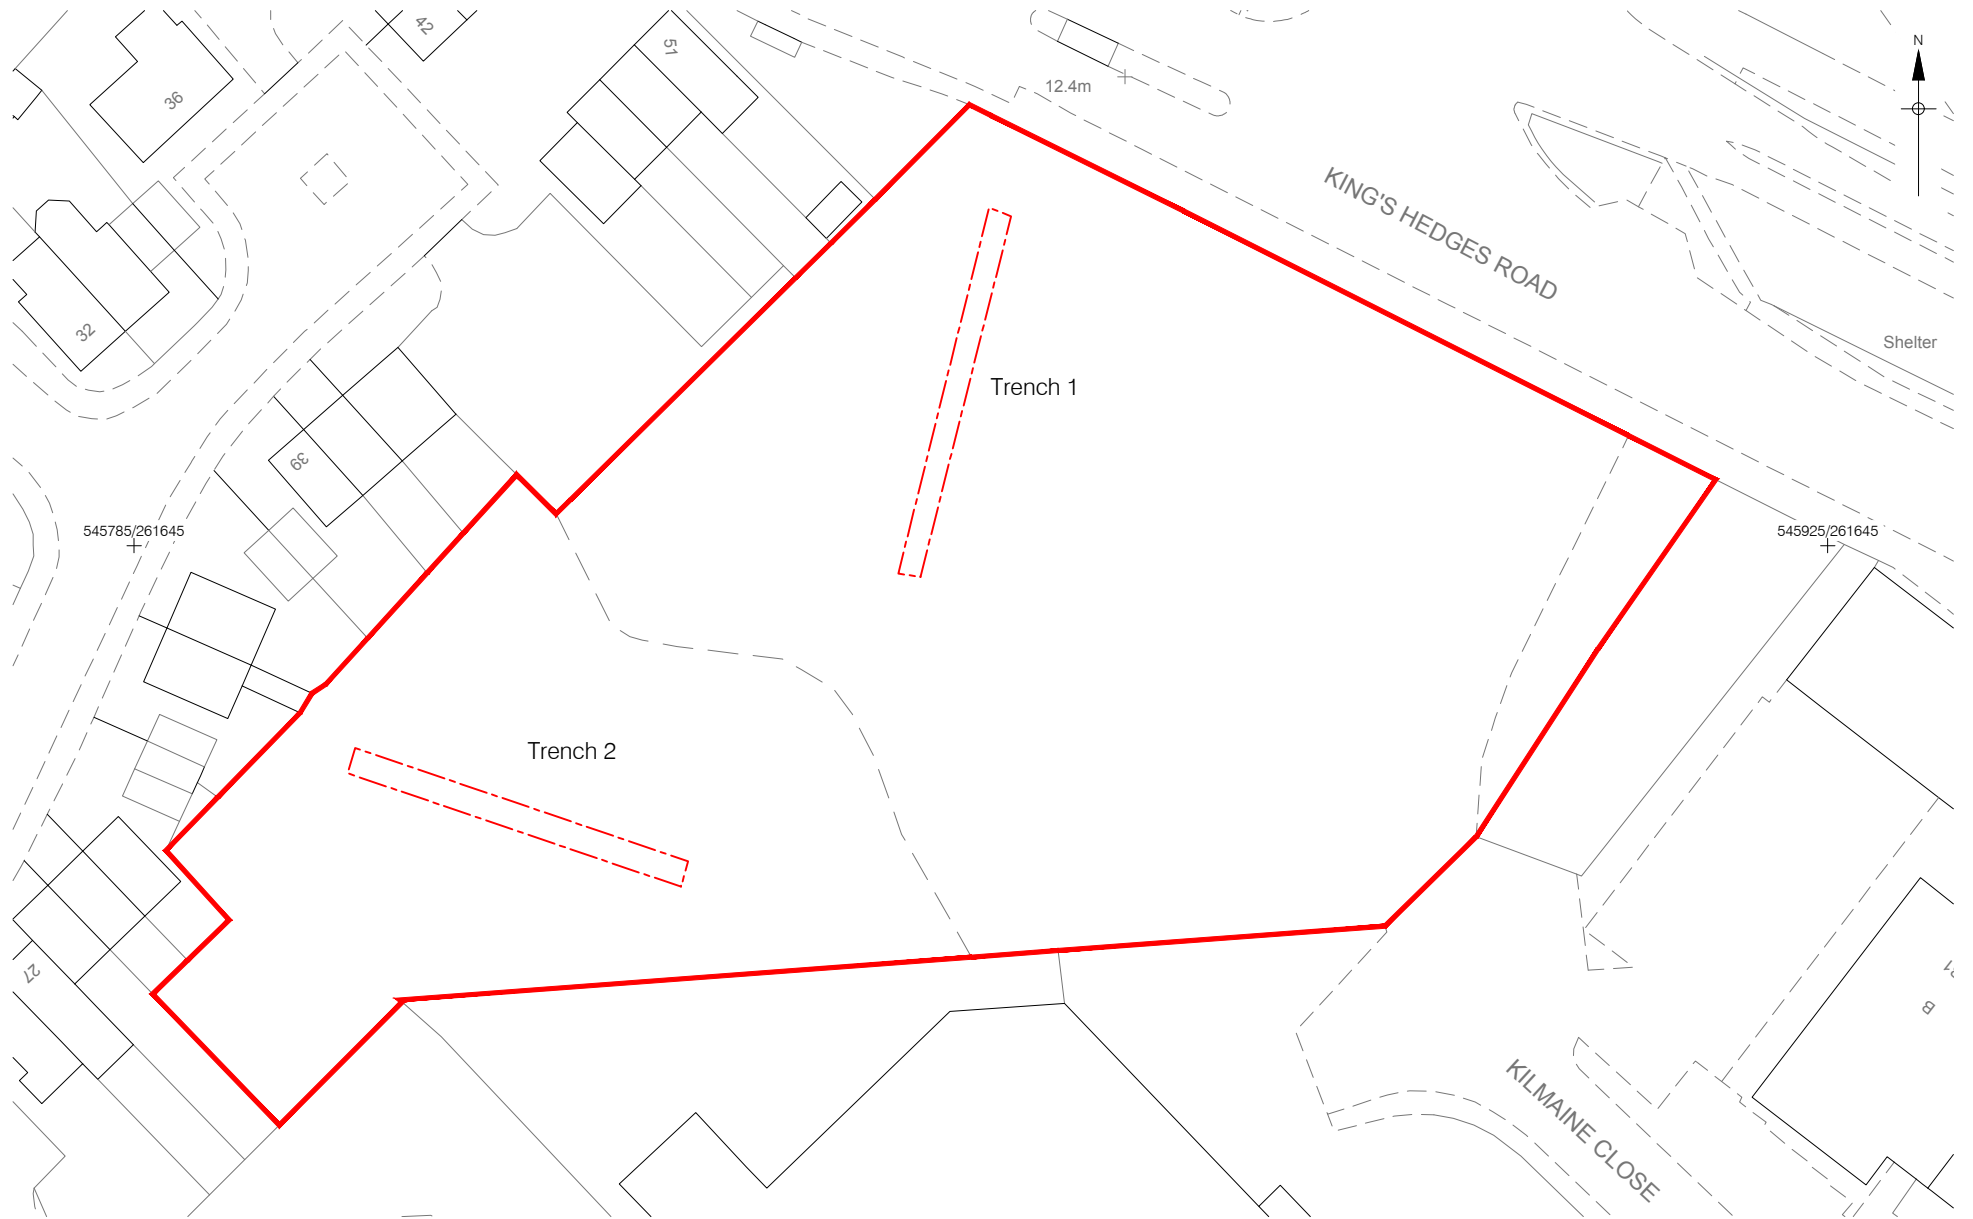 42
51
36
12.4m
N
KING'S HEDGES ROAD
32
Shelter
Trench 1
39
545785/261645
545925/261645
Trench 2
27
B
KILMAINE CLOSE